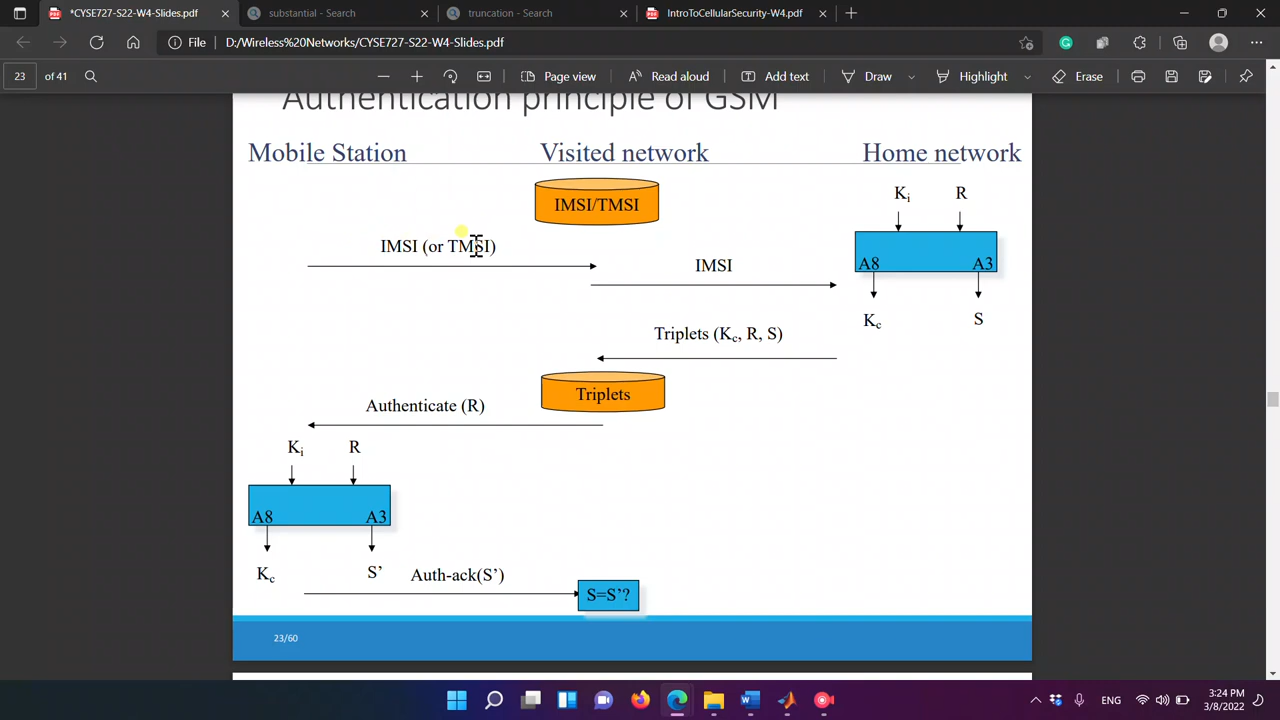 *CYSE727-S22-W4-Slides.pdf
substantial - Search
truncation - Search
IntroToCellularSecurity-W4.pdf
File
D:/Wireless%20Networks/CYSE727-S22-W4-Slides.pdf
23 of 41
Page view
Read aloud
Add text
Draw
Highlight
Erase
Authentication principle of GSM
Mobile Station
Visited network
Home network
IMSI/TMSI
Ki
R
IMSI (or TMSI)
IMSI
A8
A3
Kc
S
Triplets (Kc, R, S)
Triplets
Authenticate (R)
Ki
R
A8
A3
Kc
S’
Auth-ack(S’)
S=S’?
23/60
ENG
3:24 PM
3/8/2022